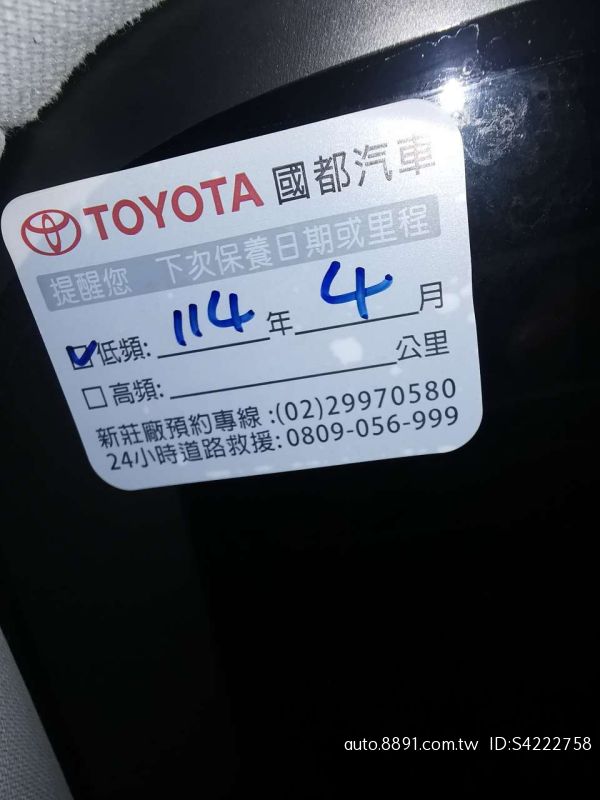 TOYOTA 國都汽車
提醒您 下次保養日期或里程
☑低頻: 114 年 4 月
☐高頻: 公里
新莊廠預約專線:(02)29970580
24小時道路救援:0809-056-999
auto.8891.com.tw ID:S4222758